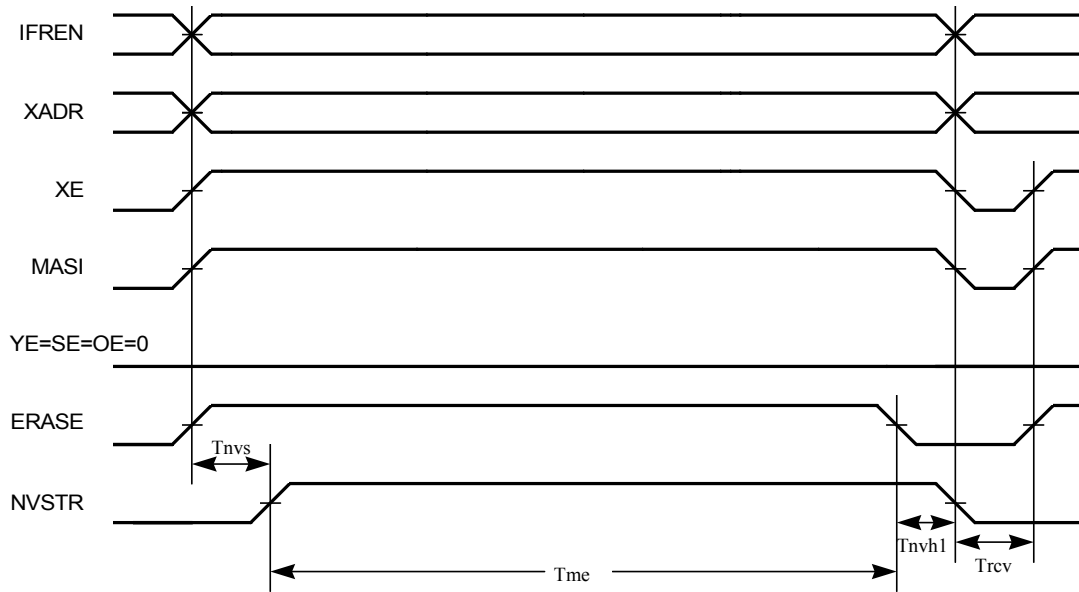 IFREN
XADR
XE
MASI
YE=SE=OE=0
ERASE
Tnvs
NVSTR
Tnvh1
Trcv
Tme